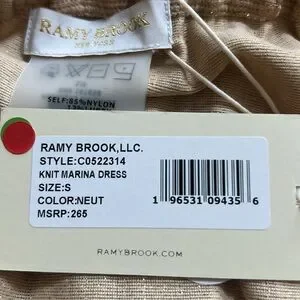 RAMY BROOK
NEW YORK
SELF:85%NYLON
RAMY BROOK,LLC.
STYLE:C0522314
KNIT MARINA DRESS
SIZE:S
COLOR:NEUT
MSRP:265
1 96531 09435 6
RAMYBROOK.COM